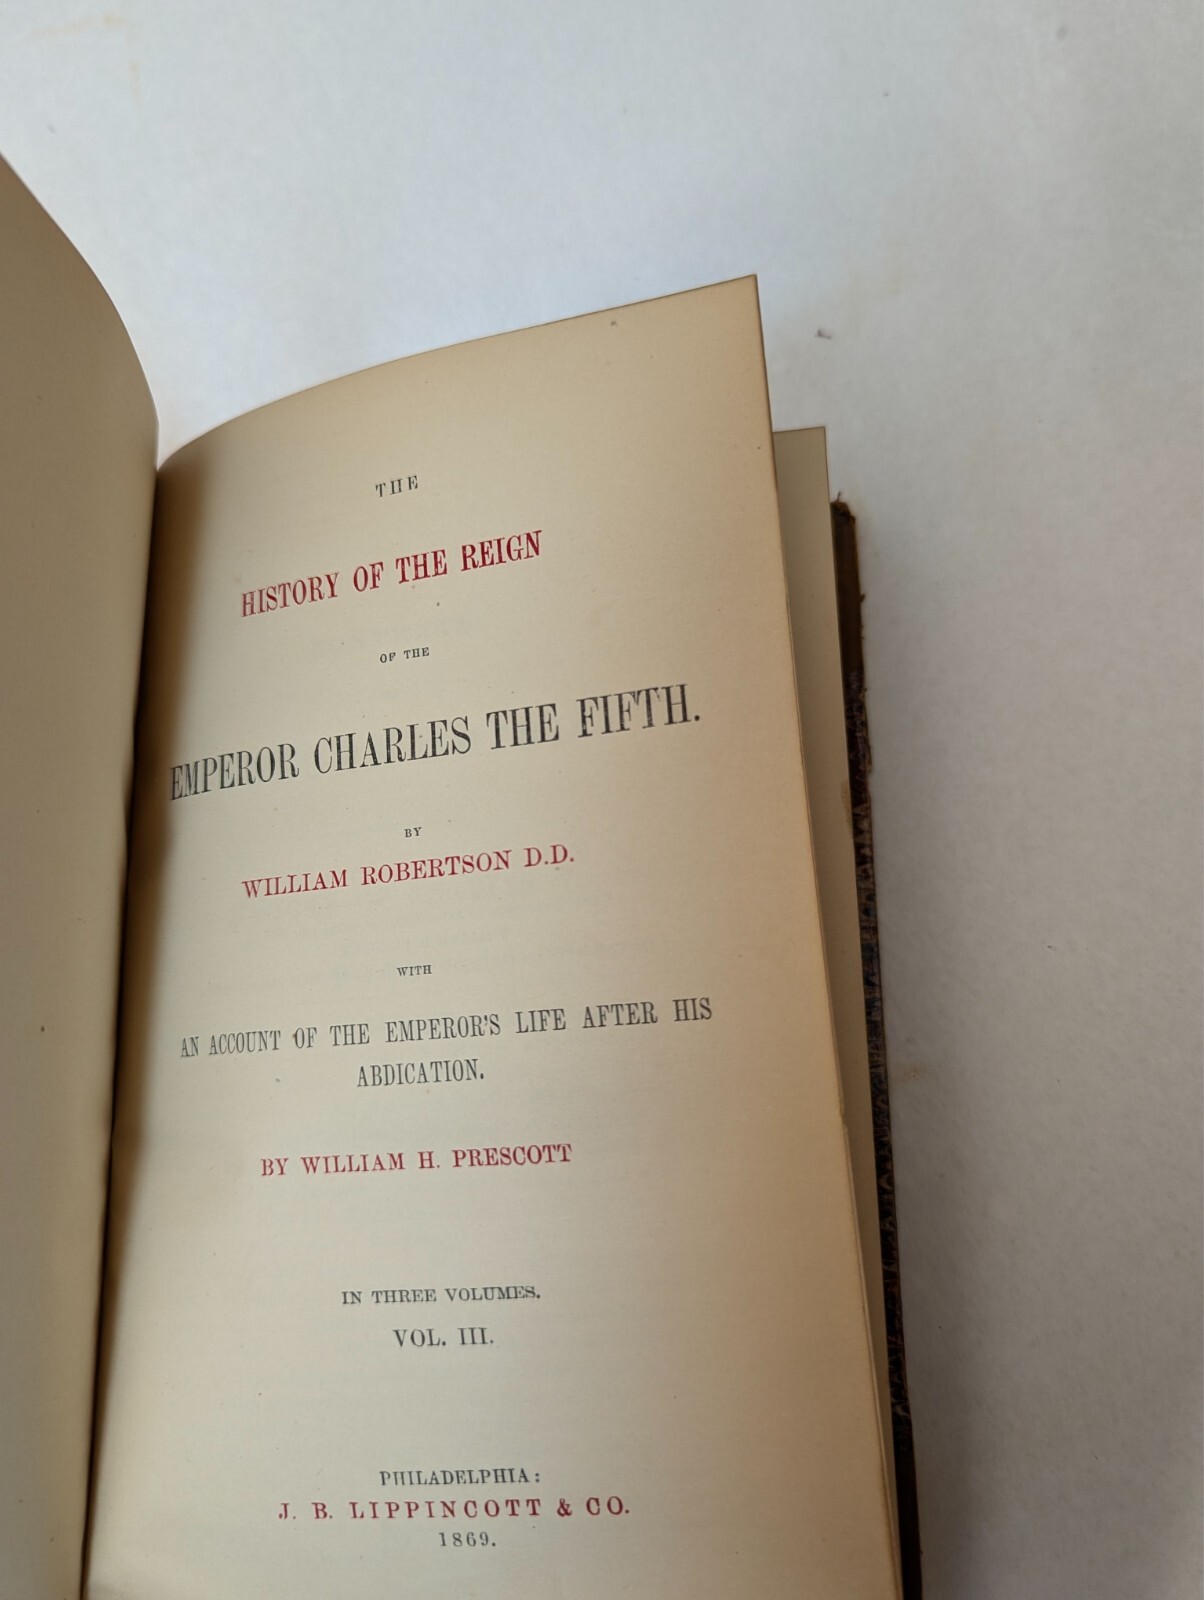 THE
HISTORY OF THE REIGN
OF THE
EMPEROR CHARLES THE FIFTH.
BY
WILLIAM ROBERTSON D.D.
WITH
AN ACCOUNT OF THE EMPEROR'S LIFE AFTER HIS
ABDICATION.
BY WILLIAM H. PRESCOTT
IN THREE VOLUMES.
VOL. III.
PHILADELPHIA:
J. B. LIPPINCOTT & CO.
1869.